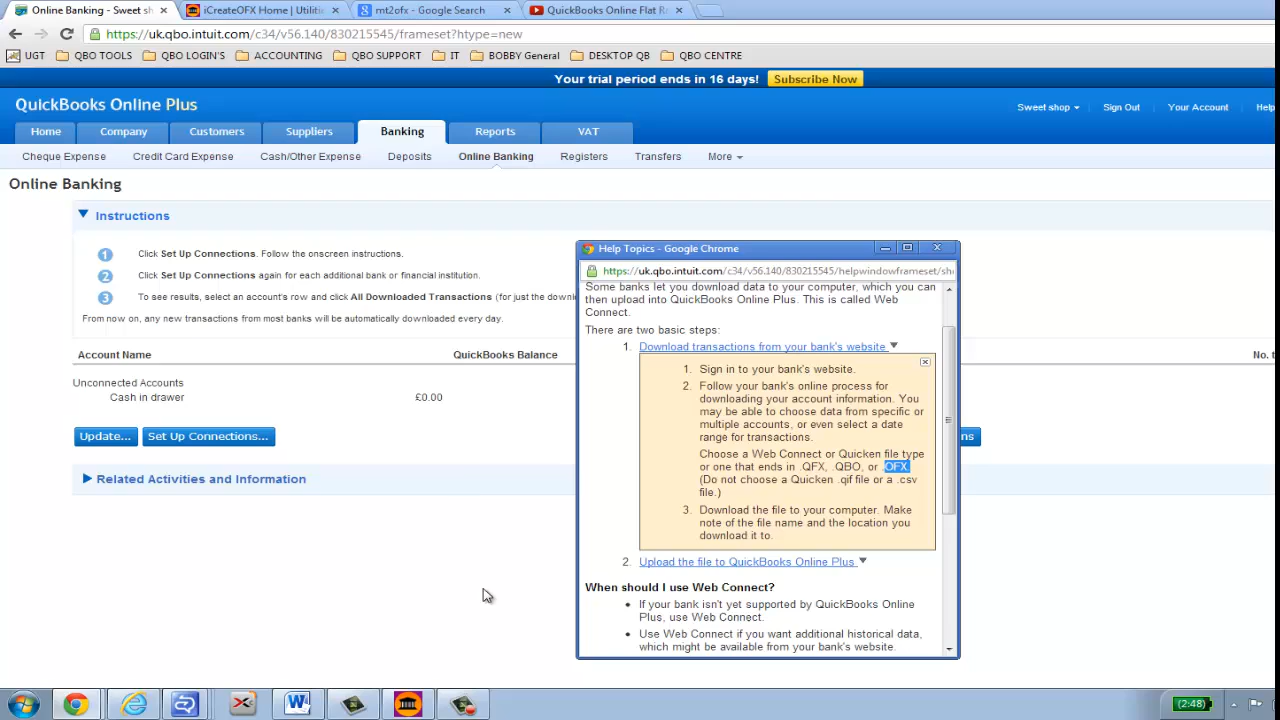 Online Banking - Sweet sh
iCreateOFX Home | Utilitie
mt2ofx - Google Search
QuickBooks Online Flat R
https://uk.qbo.intuit.com/c34/v56.140/830215545/frameset?htype=new
UGT QBO TOOLS QBO LOGIN'S ACCOUNTING QBO SUPPORT IT BOBBY General DESKTOP QB QBO CENTRE
Your trial period ends in 16 days! Subscribe Now
QuickBooks Online Plus
Sweet shop Sign Out Your Account Help
Home Company Customers Suppliers Banking Reports VAT
Cheque Expense Credit Card Expense Cash/Other Expense Deposits Online Banking Registers Transfers More
Online Banking
Instructions
1 Click Set Up Connections. Follow the onscreen instructions.
2 Click Set Up Connections again for each additional bank or financial institution.
3 To see results, select an account's row and click All Downloaded Transactions (for just the downl
From now on, any new transactions from most banks will be automatically downloaded every day.
Account Name QuickBooks Balance No. t
Unconnected Accounts
Cash in drawer £0.00
Update... Set Up Connections... ns
Related Activities and Information
Help Topics - Google Chrome
https://uk.qbo.intuit.com/c34/v56.140/830215545/helpwindowframeset/sh
Some banks let you download data to your computer, which you can
then upload into QuickBooks Online Plus. This is called Web
Connect.
There are two basic steps:
1. Download transactions from your bank's website
1. Sign in to your bank's website.
2. Follow your bank's online process for
downloading your account information. You
may be able to choose data from specific or
multiple accounts, or even select a date
range for transactions.
Choose a Web Connect or Quicken file type
or one that ends in .QFX, .QBO, or .OFX
(Do not choose a Quicken .qif file or a .csv
file.)
3. Download the file to your computer. Make
note of the file name and the location you
download it to.
2. Upload the file to QuickBooks Online Plus
When should I use Web Connect?
• If your bank isn't yet supported by QuickBooks Online
Plus, use Web Connect.
• Use Web Connect if you want additional historical data,
which might be available from your bank's website.
(2:48)